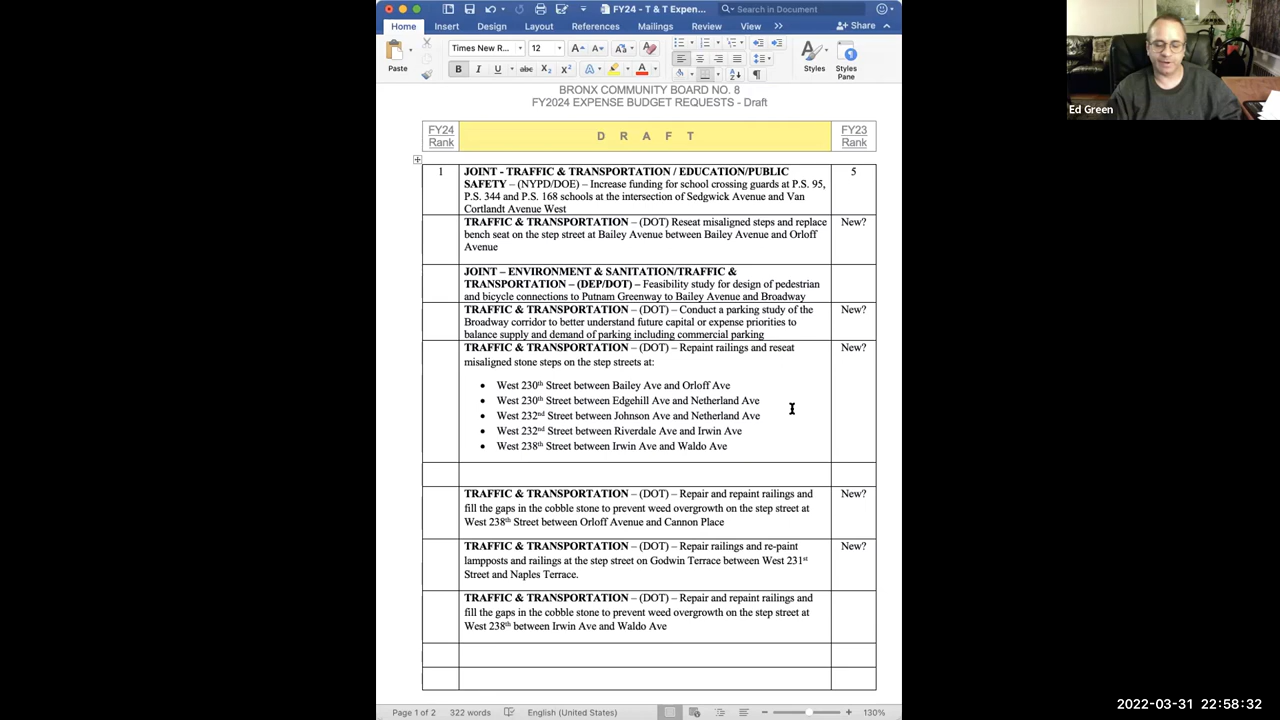 FY24 - T & T Expen...
Search in Document
Home Insert Design Layout References Mailings Review View >> Share
Paste
Times New R... 12
Styles
Styles Pane
BRONX COMMUNITY BOARD NO. 8
FY2024 EXPENSE BUDGET REQUESTS - Draft
FY24 Rank
D R A F T
FY23 Rank
1
JOINT - TRAFFIC & TRANSPORTATION / EDUCATION/PUBLIC
SAFETY – (NYPD/DOE) – Increase funding for school crossing guards at P.S. 95,
P.S. 344 and P.S. 168 schools at the intersection of Sedgwick Avenue and Van
Cortlandt Avenue West
5
TRAFFIC & TRANSPORTATION – (DOT) Reseat misaligned steps and replace
bench seat on the step street at Bailey Avenue between Bailey Avenue and Orloff
Avenue
New?
JOINT – ENVIRONMENT & SANITATION/TRAFFIC &
TRANSPORTATION – (DEP/DOT) – Feasibility study for design of pedestrian
and bicycle connections to Putnam Greenway to Bailey Avenue and Broadway
TRAFFIC & TRANSPORTATION – (DOT) – Conduct a parking study of the
Broadway corridor to better understand future capital or expense priorities to
balance supply and demand of parking including commercial parking
New?
TRAFFIC & TRANSPORTATION – (DOT) – Repaint railings and reseat
misaligned stone steps on the step streets at:
• West 230th Street between Bailey Ave and Orloff Ave
• West 230th Street between Edgehill Ave and Netherland Ave
• West 232nd Street between Johnson Ave and Netherland Ave
• West 232nd Street between Riverdale Ave and Irwin Ave
• West 238th Street between Irwin Ave and Waldo Ave
New?
TRAFFIC & TRANSPORTATION – (DOT) – Repair and repaint railings and
fill the gaps in the cobble stone to prevent weed overgrowth on the step street at
West 238th Street between Orloff Avenue and Cannon Place
New?
TRAFFIC & TRANSPORTATION – (DOT) – Repair railings and re-paint
lampposts and railings at the step street on Godwin Terrace between West 231st
Street and Naples Terrace.
New?
TRAFFIC & TRANSPORTATION – (DOT) – Repair and repaint railings and
fill the gaps in the cobble stone to prevent weed overgrowth on the step street at
West 238th between Irwin Ave and Waldo Ave
Page 1 of 2 322 words English (United States) 130%
Ed Green
2022-03-31 22:58:32